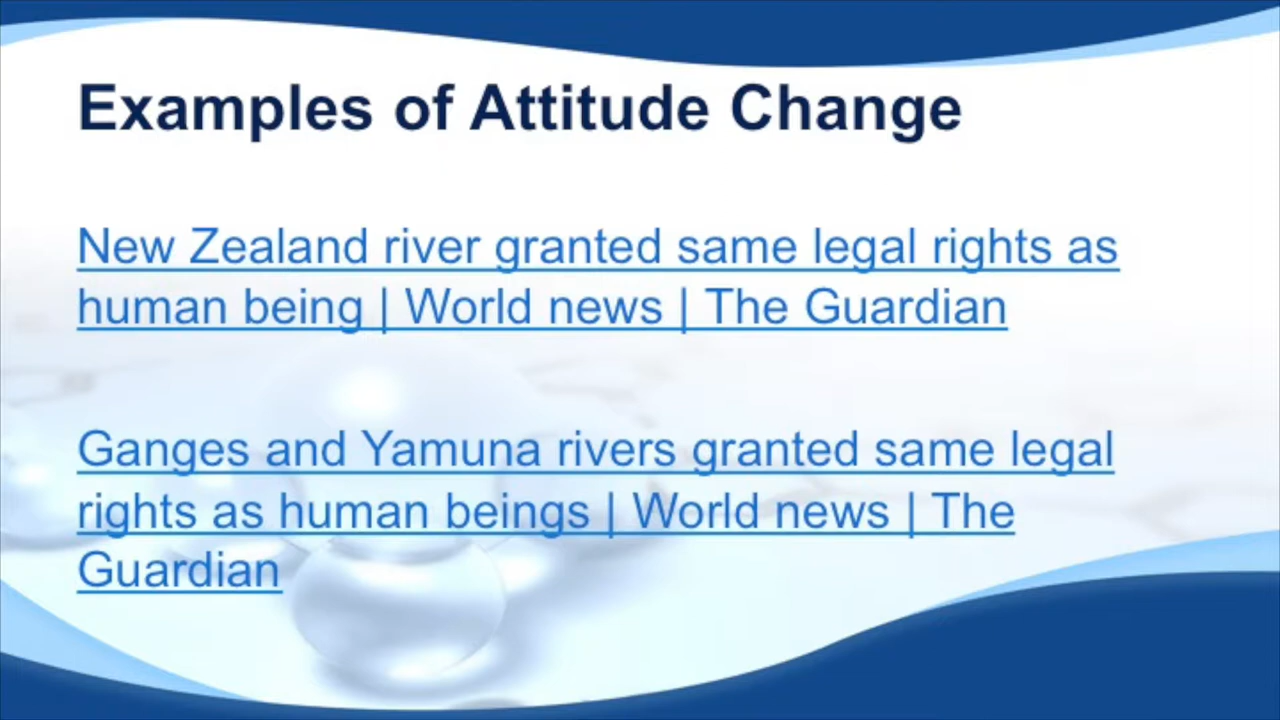 Examples of Attitude Change
New Zealand river granted same legal rights as
human being | World news | The Guardian
Ganges and Yamuna rivers granted same legal
rights as human beings | World news | The
Guardian